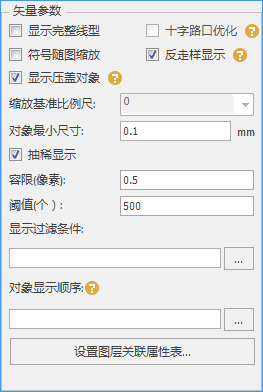 矢量参数
显示完整线型 十字路口优化 ?
符号随图缩放 反走样显示 ?
显示压盖对象 ?
缩放基准比例尺: 0
对象最小尺寸: 0.1 mm
抽稀显示
容限(像素): 0.5
阈值(个): 500
显示过滤条件:
...
对象显示顺序: ?
...
设置图层关联属性表...